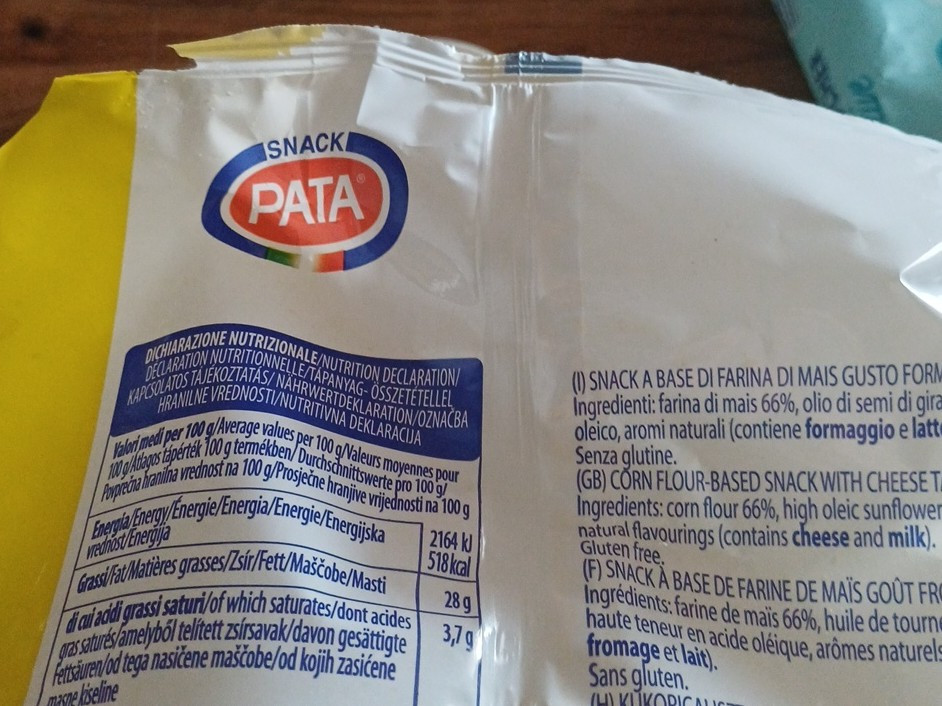 SNACK
PATA®
DICHIARAZIONE NUTRIZIONALE/NUTRITION DECLARATION/
DÉCLARATION NUTRITIONNELLE/TÁPANYAG- ÖSSZETÉTELLEL
KAPCSOLATOS TÁJÉKOZTATÁS/ NÄHRWERTDEKLARATION/OZNAČBA
HRANILNE VREDNOSTI/NUTRITIVNA DEKLARACIJA
Valori medi per 100 g/Average values per 100 g/Valeurs moyennes pour
100 g/Átlagos tápérték 100 g termékben/ Durchschnittswerte pro 100 g/
Povprečna hranilna vrednost na 100 g/Prosječne hranjive vrijednosti na 100 g
Energia/Energy/Énergie/Energia/Energie/Energijska
vrednost/Energija
2164 kJ
518 kcal
Grassi/Fat/Matières grasses/Zsír/Fett/Maščobe/Masti
28 g
di cui acidi grassi saturi/of which saturates/dont acides
gras saturés/amelyből telített zsírsavak/davon gesättigte
Fettsäuren/od tega nasičene maščobe/od kojih zasićene
masne kiseline
3,7 g
(I) SNACK A BASE DI FARINA DI MAIS GUSTO FORM
Ingredienti: farina di mais 66%, olio di semi di gira
oleico, aromi naturali (contiene formaggio e latt
Senza glutine.
(GB) CORN FLOUR-BASED SNACK WITH CHEESE TA
Ingredients: corn flour 66%, high oleic sunflower
natural flavourings (contains cheese and milk).
Gluten free.
(F) SNACK À BASE DE FARINE DE MAÏS GOÛT FR
Ingrédients: farine de maïs 66%, huile de tourne
haute teneur en acide oléique, arômes naturels
fromage et lait).
Sans gluten.